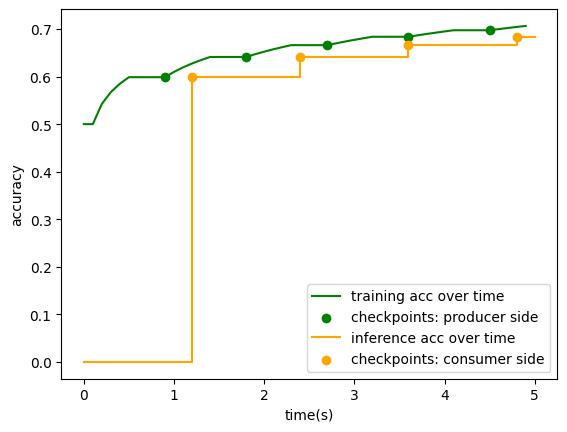 0.7
0.6
0.5
0.4
0.3
0.2
0.1
0.0
accuracy
training acc over time
checkpoints: producer side
inference acc over time
checkpoints: consumer side
0 1 2 3 4 5
time(s)